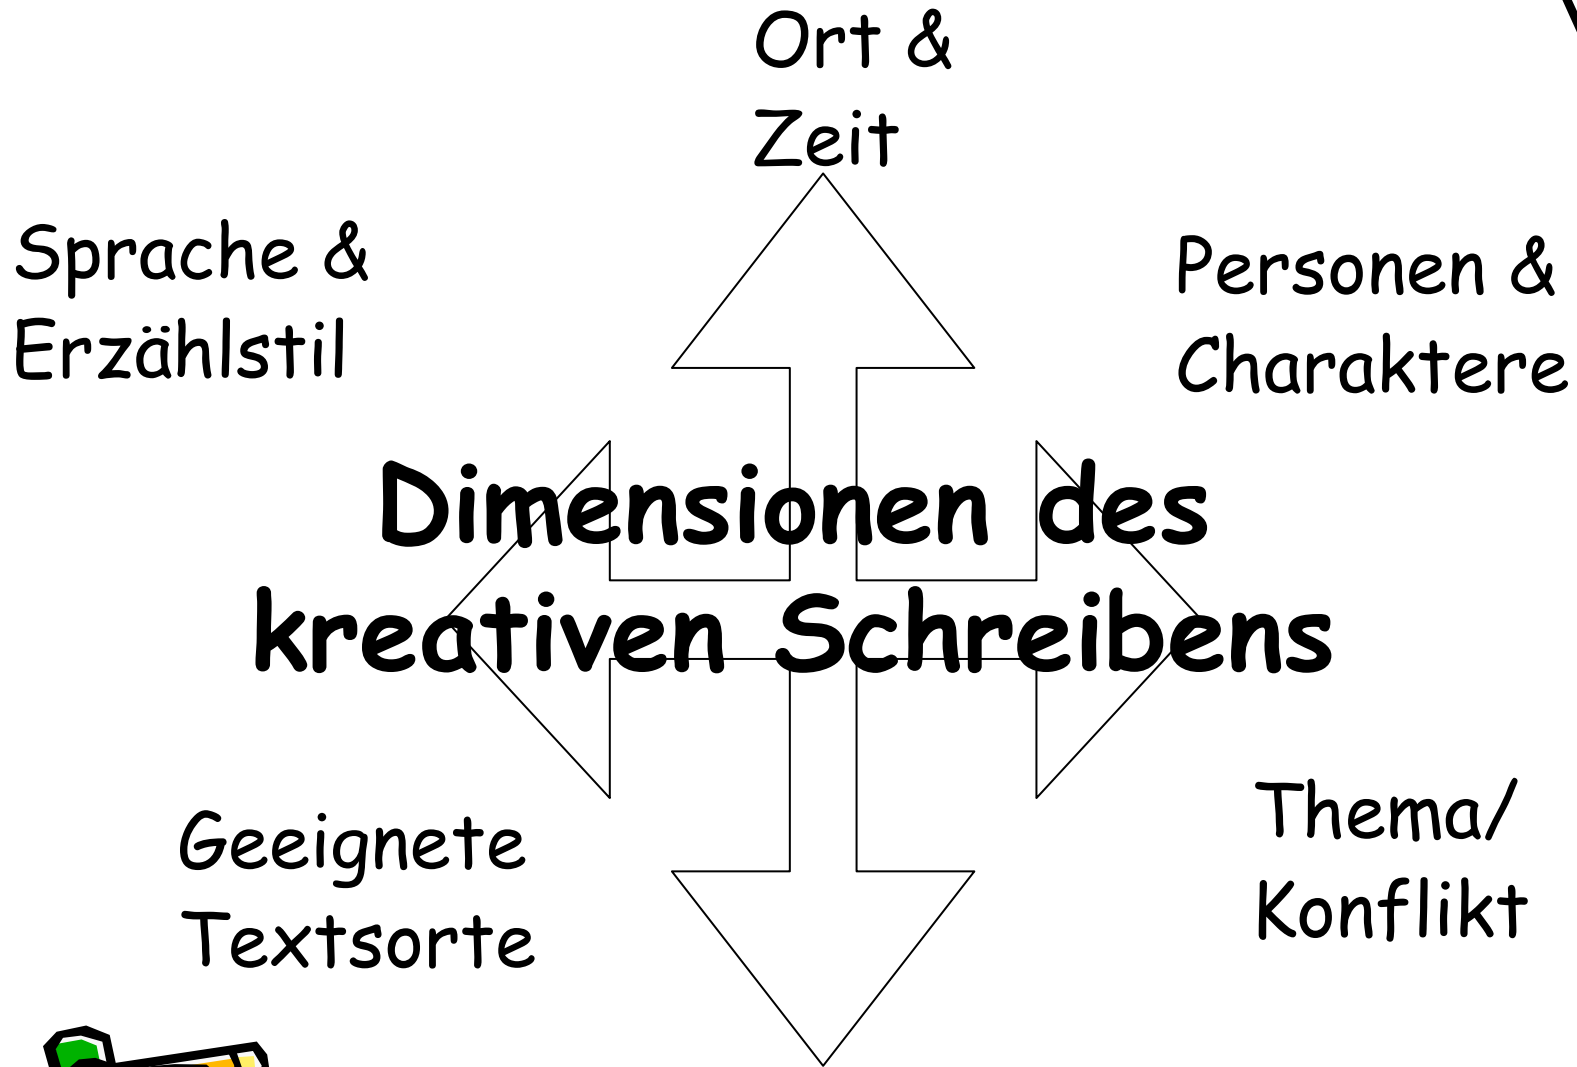 Ort &
Zeit
Sprache &
Erzählstil
Personen &
Charaktere
Dimensionen des
kreativen Schreibens
Geeignete
Textsorte
Thema/
Konflikt